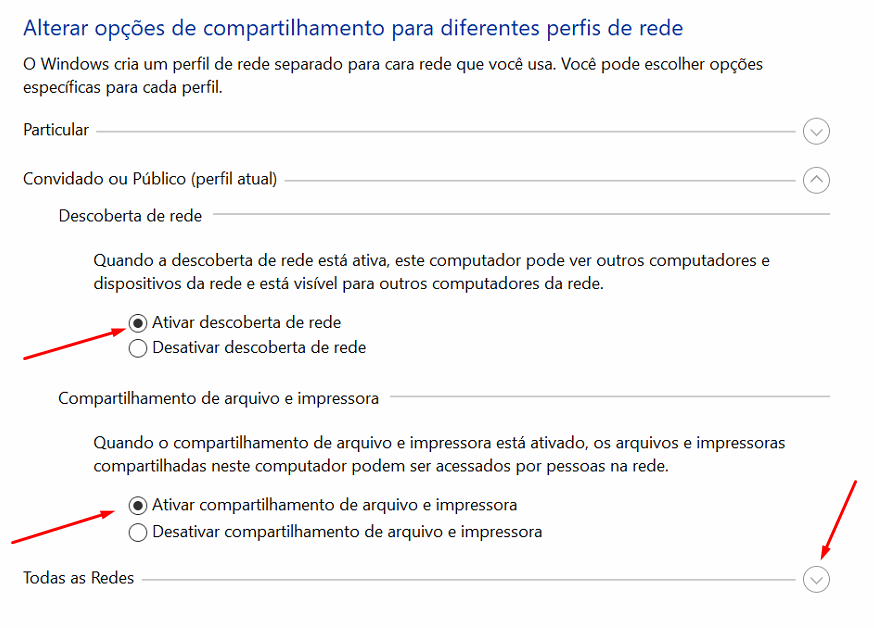 Alterar opções de compartilhamento para diferentes perfis de rede
O Windows cria um perfil de rede separado para cara rede que você usa. Você pode escolher opções
específicas para cada perfil.
Particular
Convidado ou Público (perfil atual)
Descoberta de rede
Quando a descoberta de rede está ativa, este computador pode ver outros computadores e
dispositivos da rede e está visível para outros computadores da rede.
Ativar descoberta de rede
Desativar descoberta de rede
Compartilhamento de arquivo e impressora
Quando o compartilhamento de arquivo e impressora está ativado, os arquivos e impressoras
compartilhadas neste computador podem ser acessados por pessoas na rede.
Ativar compartilhamento de arquivo e impressora
Desativar compartilhamento de arquivo e impressora
Todas as Redes